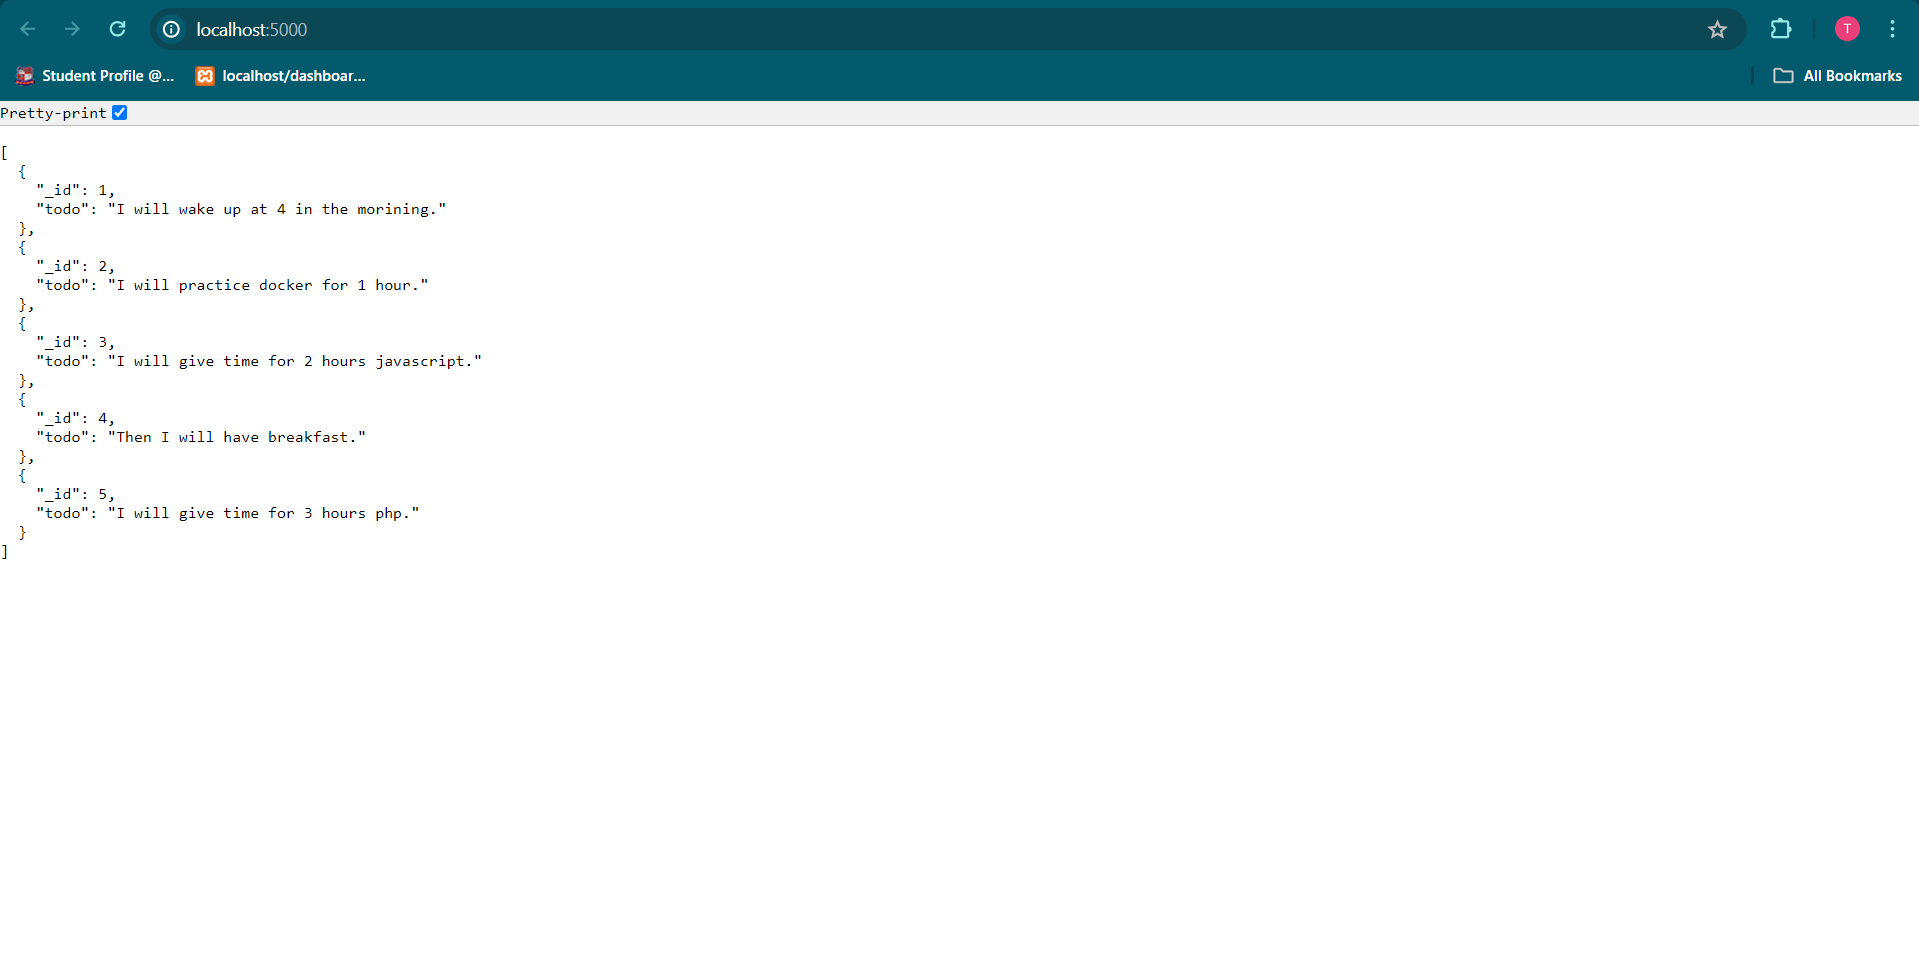 localhost:5000
T
Student Profile @...
localhost/dashboar...
All Bookmarks
Pretty-print
[
  {
    "_id": 1,
    "todo": "I will wake up at 4 in the morining."
  },
  {
    "_id": 2,
    "todo": "I will practice docker for 1 hour."
  },
  {
    "_id": 3,
    "todo": "I will give time for 2 hours javascript."
  },
  {
    "_id": 4,
    "todo": "Then I will have breakfast."
  },
  {
    "_id": 5,
    "todo": "I will give time for 3 hours php."
  }
]